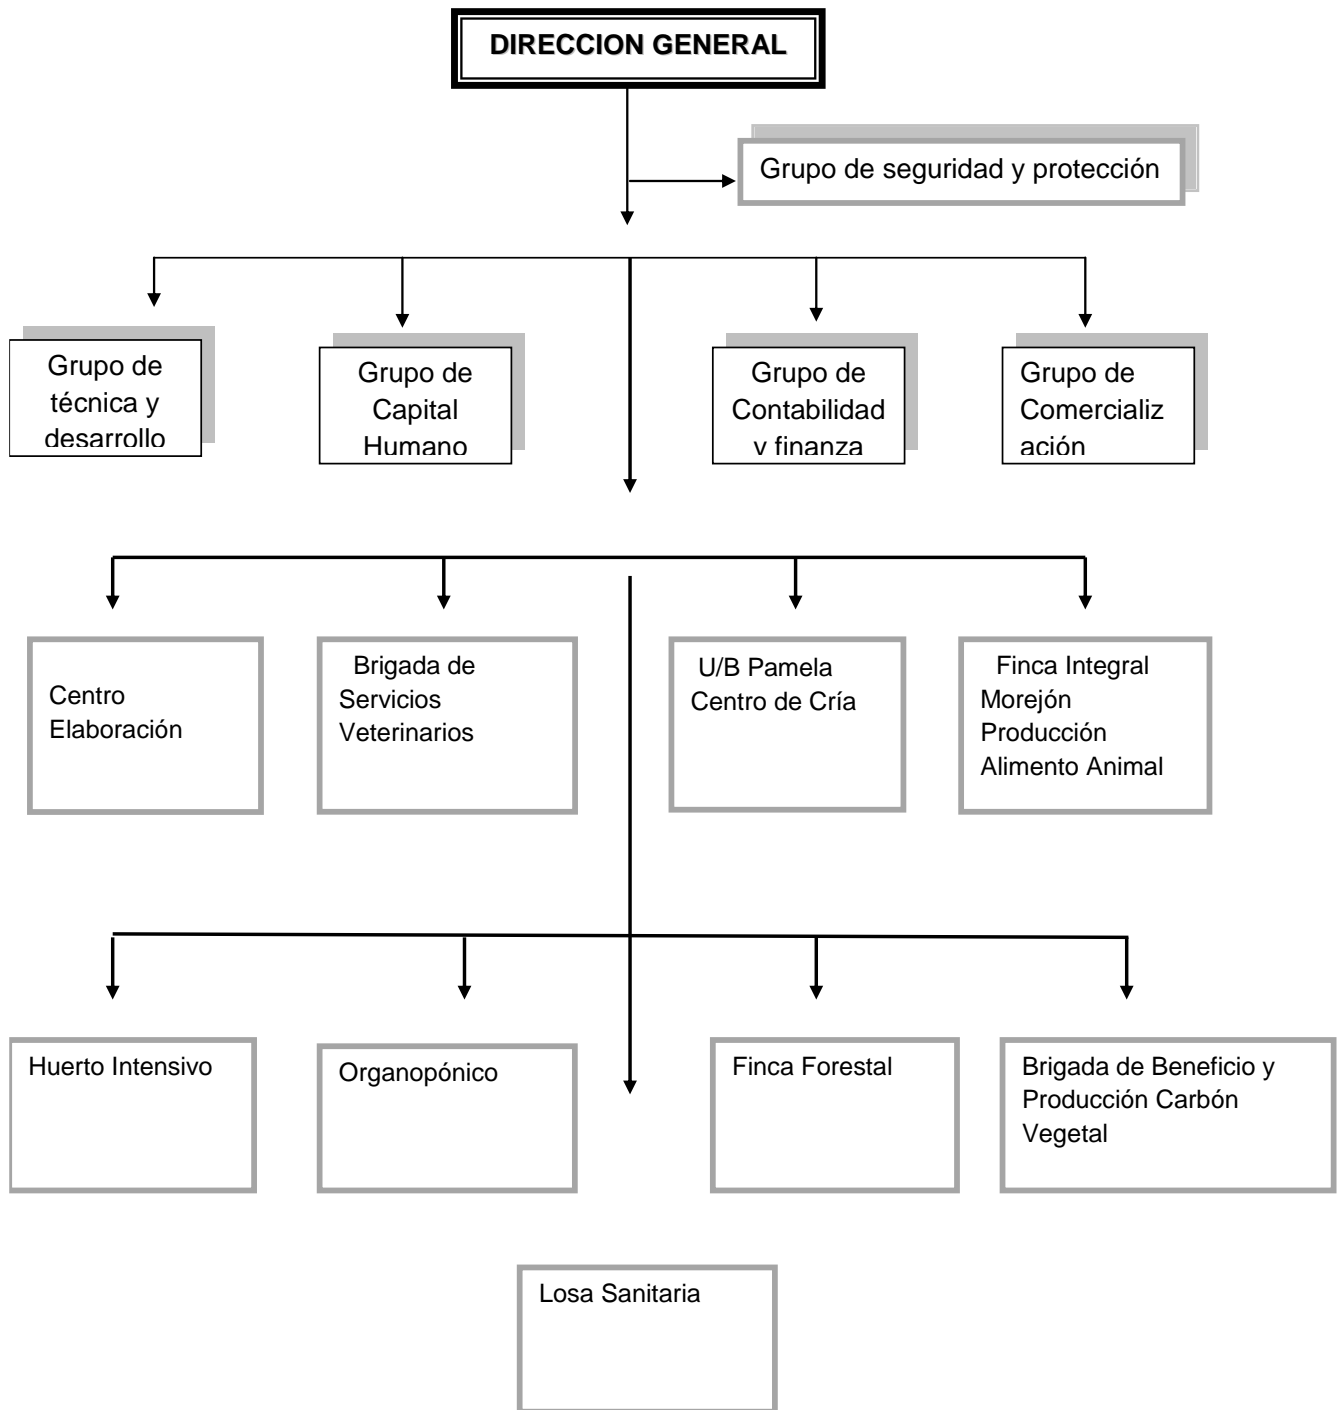 DIRECCION GENERAL
Grupo de seguridad y protección
Grupo de
técnica y
desarrollo
Grupo de
Capital
Humano
Grupo de
Contabilidad
y finanza
Grupo de
Comercializ
ación
Centro
Elaboración
Brigada de
Servicios
Veterinarios
U/B Pamela
Centro de Cría
Finca Integral
Morejón
Producción
Alimento Animal
Huerto Intensivo
Organopónico
Finca Forestal
Brigada de Beneficio y
Producción Carbón
Vegetal
Losa Sanitaria